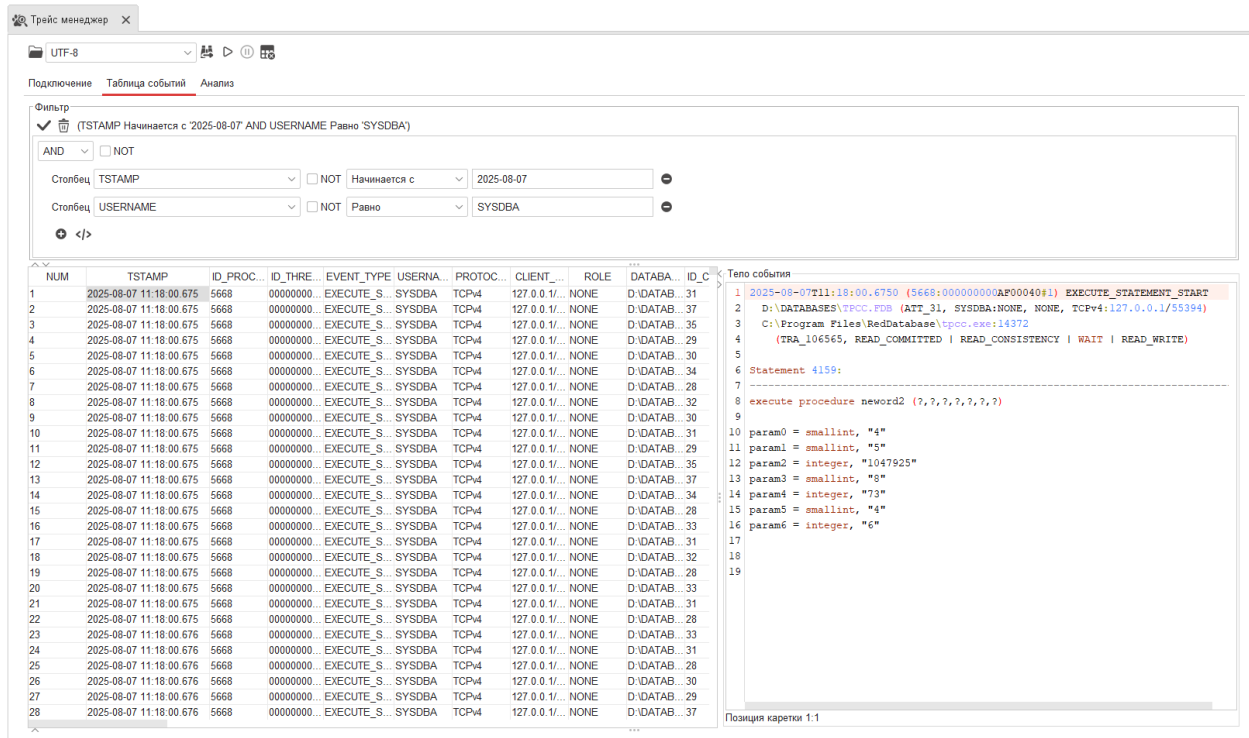 Трейс менеджер
UTF-8
Подключение Таблица событий Анализ
Фильтр
(TSTAMP Начинается с '2025-08-07' AND USERNAME Равно 'SYSDBA')
AND NOT
Столбец TSTAMP NOT Начинается с 2025-08-07
Столбец USERNAME NOT Равно SYSDBA
</>
NUM TSTAMP ID_PROC... ID_THRE... EVENT_TYPE USERNA... PROTOC... CLIENT_... ROLE DATABA... ID_C
1 2025-08-07 11:18:00.675 5668 00000000... EXECUTE_S... SYSDBA TCPv4 127.0.0.1/... NONE D:\DATAB... 31
2 2025-08-07 11:18:00.675 5668 00000000... EXECUTE_S... SYSDBA TCPv4 127.0.0.1/... NONE D:\DATAB... 37
3 2025-08-07 11:18:00.675 5668 00000000... EXECUTE_S... SYSDBA TCPv4 127.0.0.1/... NONE D:\DATAB... 35
4 2025-08-07 11:18:00.675 5668 00000000... EXECUTE_S... SYSDBA TCPv4 127.0.0.1/... NONE D:\DATAB... 29
5 2025-08-07 11:18:00.675 5668 00000000... EXECUTE_S... SYSDBA TCPv4 127.0.0.1/... NONE D:\DATAB... 30
6 2025-08-07 11:18:00.675 5668 00000000... EXECUTE_S... SYSDBA TCPv4 127.0.0.1/... NONE D:\DATAB... 34
7 2025-08-07 11:18:00.675 5668 00000000... EXECUTE_S... SYSDBA TCPv4 127.0.0.1/... NONE D:\DATAB... 28
8 2025-08-07 11:18:00.675 5668 00000000... EXECUTE_S... SYSDBA TCPv4 127.0.0.1/... NONE D:\DATAB... 32
9 2025-08-07 11:18:00.675 5668 00000000... EXECUTE_S... SYSDBA TCPv4 127.0.0.1/... NONE D:\DATAB... 30
10 2025-08-07 11:18:00.675 5668 00000000... EXECUTE_S... SYSDBA TCPv4 127.0.0.1/... NONE D:\DATAB... 31
11 2025-08-07 11:18:00.675 5668 00000000... EXECUTE_S... SYSDBA TCPv4 127.0.0.1/... NONE D:\DATAB... 29
12 2025-08-07 11:18:00.675 5668 00000000... EXECUTE_S... SYSDBA TCPv4 127.0.0.1/... NONE D:\DATAB... 35
13 2025-08-07 11:18:00.675 5668 00000000... EXECUTE_S... SYSDBA TCPv4 127.0.0.1/... NONE D:\DATAB... 37
14 2025-08-07 11:18:00.675 5668 00000000... EXECUTE_S... SYSDBA TCPv4 127.0.0.1/... NONE D:\DATAB... 34
15 2025-08-07 11:18:00.675 5668 00000000... EXECUTE_S... SYSDBA TCPv4 127.0.0.1/... NONE D:\DATAB... 28
16 2025-08-07 11:18:00.675 5668 00000000... EXECUTE_S... SYSDBA TCPv4 127.0.0.1/... NONE D:\DATAB... 33
17 2025-08-07 11:18:00.675 5668 00000000... EXECUTE_S... SYSDBA TCPv4 127.0.0.1/... NONE D:\DATAB... 31
18 2025-08-07 11:18:00.675 5668 00000000... EXECUTE_S... SYSDBA TCPv4 127.0.0.1/... NONE D:\DATAB... 32
19 2025-08-07 11:18:00.675 5668 00000000... EXECUTE_S... SYSDBA TCPv4 127.0.0.1/... NONE D:\DATAB... 28
20 2025-08-07 11:18:00.675 5668 00000000... EXECUTE_S... SYSDBA TCPv4 127.0.0.1/... NONE D:\DATAB... 33
21 2025-08-07 11:18:00.675 5668 00000000... EXECUTE_S... SYSDBA TCPv4 127.0.0.1/... NONE D:\DATAB... 31
22 2025-08-07 11:18:00.675 5668 00000000... EXECUTE_S... SYSDBA TCPv4 127.0.0.1/... NONE D:\DATAB... 28
23 2025-08-07 11:18:00.676 5668 00000000... EXECUTE_S... SYSDBA TCPv4 127.0.0.1/... NONE D:\DATAB... 33
24 2025-08-07 11:18:00.676 5668 00000000... EXECUTE_S... SYSDBA TCPv4 127.0.0.1/... NONE D:\DATAB... 31
25 2025-08-07 11:18:00.676 5668 00000000... EXECUTE_S... SYSDBA TCPv4 127.0.0.1/... NONE D:\DATAB... 28
26 2025-08-07 11:18:00.676 5668 00000000... EXECUTE_S... SYSDBA TCPv4 127.0.0.1/... NONE D:\DATAB... 30
27 2025-08-07 11:18:00.676 5668 00000000... EXECUTE_S... SYSDBA TCPv4 127.0.0.1/... NONE D:\DATAB... 29
28 2025-08-07 11:18:00.676 5668 00000000... EXECUTE_S... SYSDBA TCPv4 127.0.0.1/... NONE D:\DATAB... 37
Тело события
1 2025-08-07T11:18:00.6750 (5668:000000000AF00040#1) EXECUTE_STATEMENT_START
2 D:\DATABASES\TPCC.FDB (ATT_31, SYSDBA:NONE, NONE, TCPv4:127.0.0.1/55394)
3 C:\Program Files\RedDatabase\tpcc.exe:14372
4 (TRA_106565, READ_COMMITTED | READ_CONSISTENCY | WAIT | READ_WRITE)
5
6 Statement 4159:
7 -------------------------------------------------------------------------------
8 execute procedure neword2 (?,?,?,?,?,?,?)
9
10 param0 = smallint, "4"
11 param1 = smallint, "5"
12 param2 = integer, "1047925"
13 param3 = smallint, "8"
14 param4 = integer, "73"
15 param5 = smallint, "4"
16 param6 = integer, "6"
17
18
19
Позиция каретки 1:1